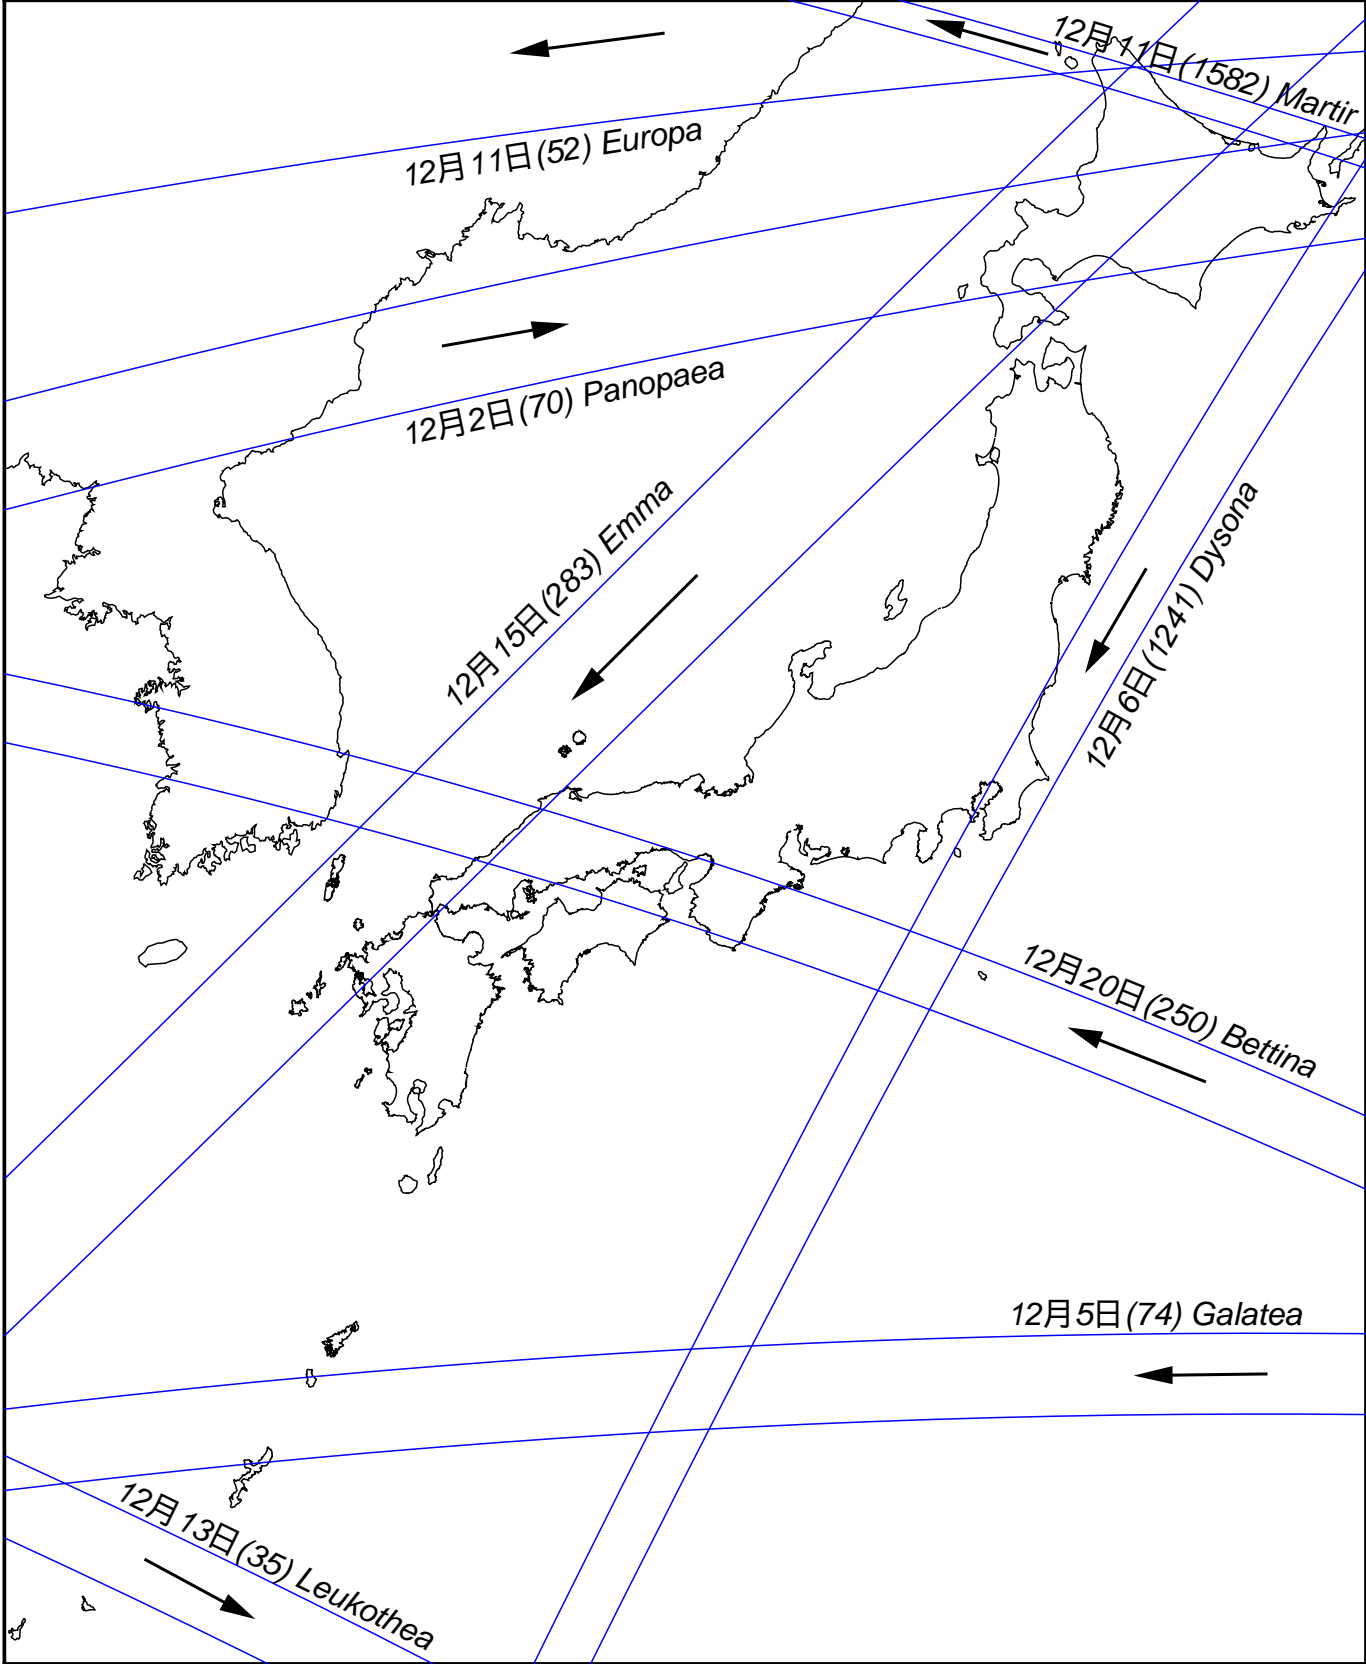 12月11日(1582) Martir
12月11日(52) Europa
12月2日(70) Panopaea
12月15日(283) Emma
12月6日(1241) Dysona
12月20日(250) Bettina
12月5日(74) Galatea
12月13日(35) Leukothea